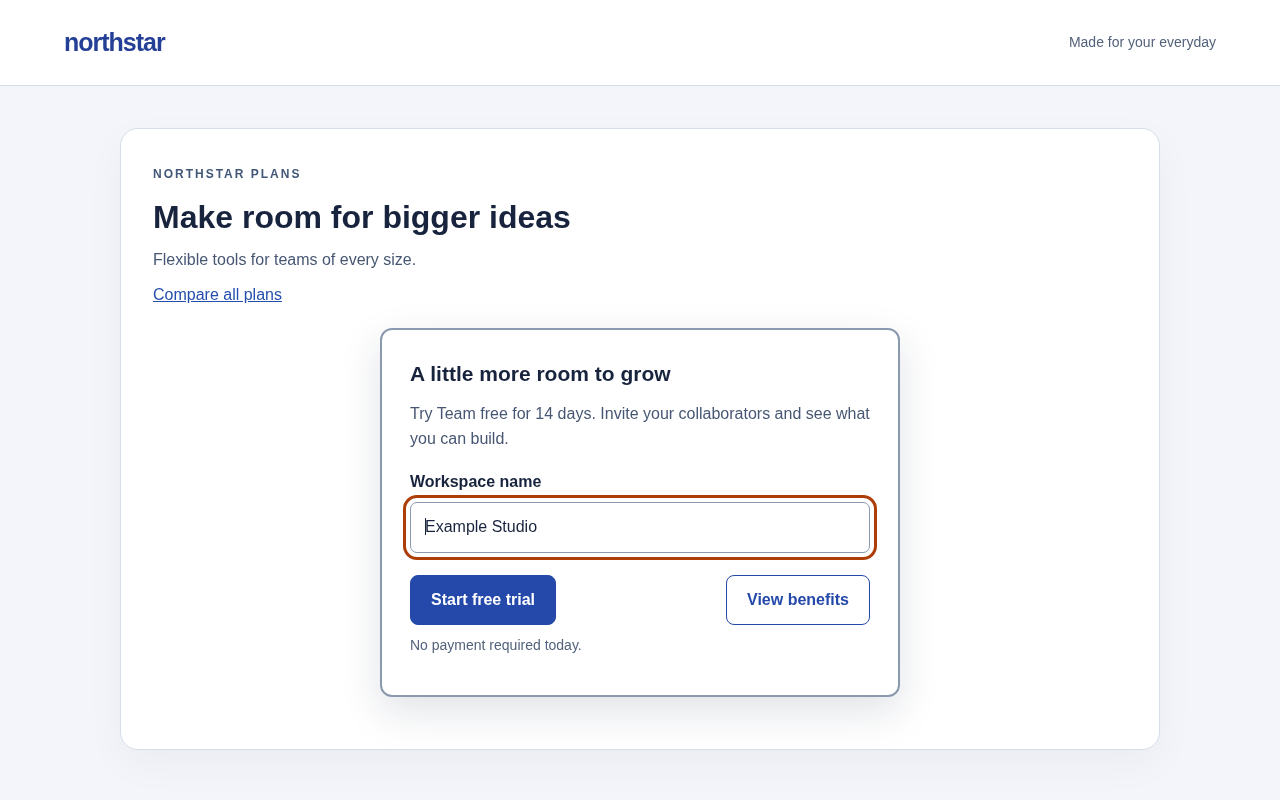 northstar
Made for your everyday
NORTHSTAR PLANS
Make room for bigger ideas
Flexible tools for teams of every size.
Compare all plans
A little more room to grow
Try Team free for 14 days. Invite your collaborators and see what
you can build.
Workspace name
Example Studio
Start free trial
View benefits
No payment required today.